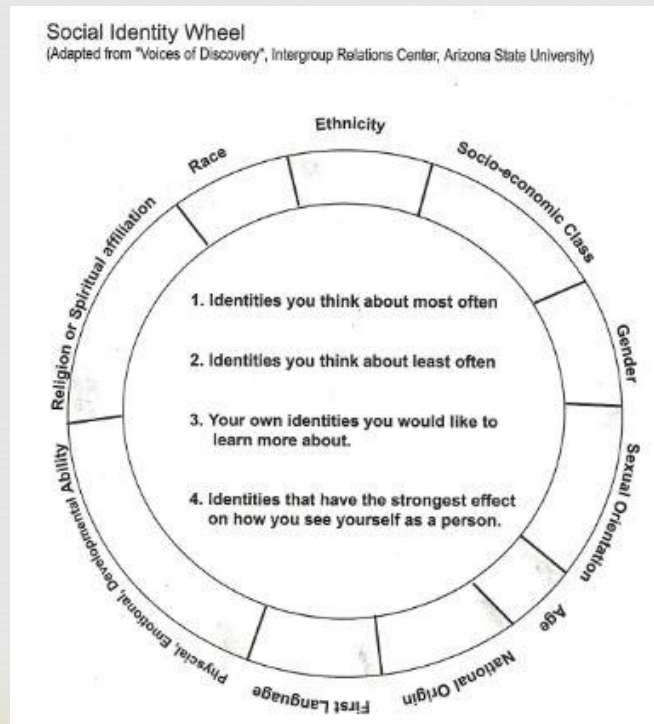 Social Identity Wheel
(Adapted from "Voices of Discovery", Intergroup Relations Center, Arizona State University)
Ethnicity
Race
Socio-economic Class
Religion or Spiritual affiliation
Gender
1. Identities you think about most often
2. Identities you think about least often
3. Your own identities you would like to
learn more about.
4. Identities that have the strongest effect
on how you see yourself as a person.
Sexual Orientation
Physcial, Emotional, Developmental Ability
Age
National Origin
First Language